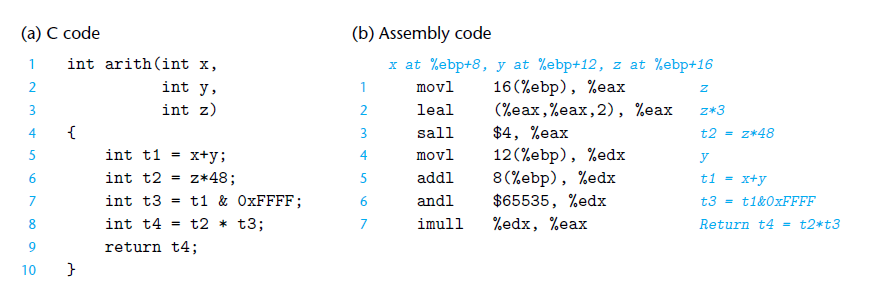 (a) C code
1 int arith(int x,
2 int y,
3 int z)
4 {
5 int t1 = x+y;
6 int t2 = z*48;
7 int t3 = t1 & 0xFFFF;
8 int t4 = t2 * t3;
9 return t4;
10 }
(b) Assembly code
x at %ebp+8, y at %ebp+12, z at %ebp+16
1 movl 16(%ebp), %eax z
2 leal (%eax,%eax,2), %eax z*3
3 sall $4, %eax t2 = z*48
4 movl 12(%ebp), %edx y
5 addl 8(%ebp), %edx t1 = x+y
6 andl $65535, %edx t3 = t1&0xFFFF
7 imull %edx, %eax Return t4 = t2*t3